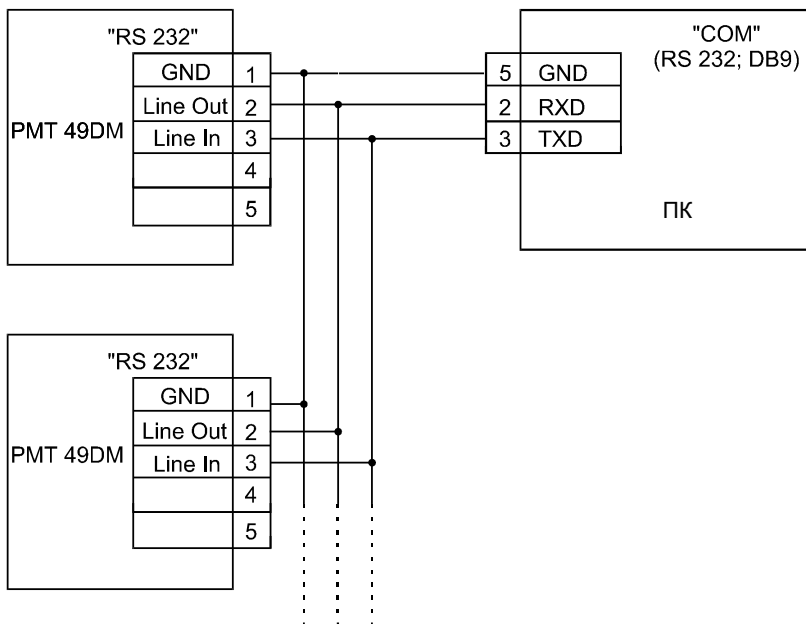 "RS 232"
GND 1
Line Out 2
PMT 49DM
Line In 3
4
5
"COM"
(RS 232; DB9)
5 GND
2 RXD
3 TXD
ПК
"RS 232"
GND 1
Line Out 2
PMT 49DM
Line In 3
4
5